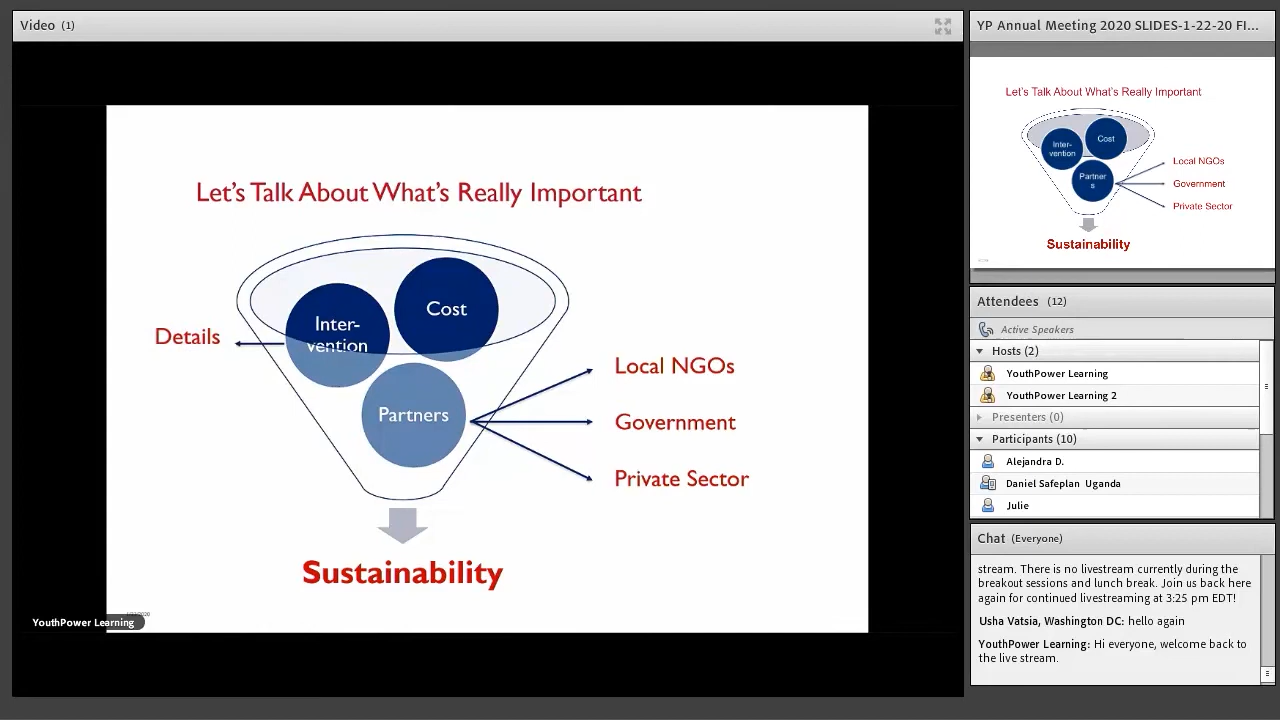 Video (1)
Let's Talk About What's Really Important
Inter-
vention
Cost
Details
Partners
Local NGOs
Government
Private Sector
Sustainability
YouthPower Learning
YP Annual Meeting 2020 SLIDES-1-22-20 FI...
Let's Talk About What's Really Important
Inter-
vention
Cost
Partner
s
Local NGOs
Government
Private Sector
Sustainability
Attendees (12)
Active Speakers
Hosts (2)
YouthPower Learning
YouthPower Learning 2
Presenters (0)
Participants (10)
Alejandra D.
Daniel Safeplan Uganda
Julie
Chat (Everyone)
stream. There is no livestream currently during the
breakout sessions and lunch break. Join us back here
again for continued livestreaming at 3:25 pm EDT!
Usha Vatsia, Washington DC: hello again
YouthPower Learning: Hi everyone, welcome back to
the live stream.